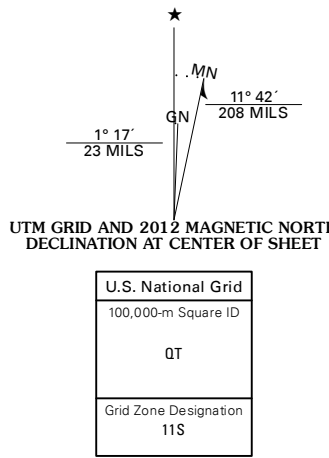 ★
MN
GN
11° 42´
208 MILS
1° 17´
23 MILS
UTM GRID AND 2012 MAGNETIC NORTH
DECLINATION AT CENTER OF SHEET
U.S. National Grid
100,000-m Square ID
QT
Grid Zone Designation
11S